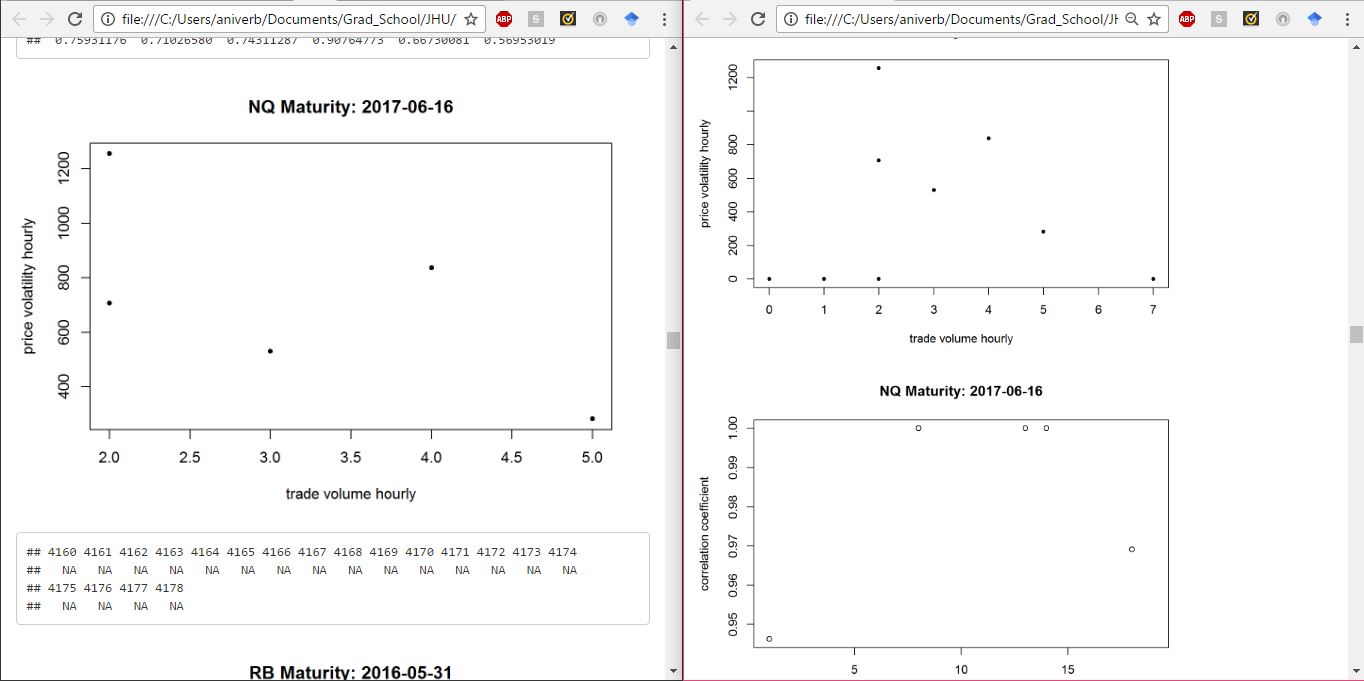 file:///C:/Users/aniverb/Documents/Grad_School/JHU/
ABP
S
## 0.75931176 0.71026580 0.74311287 0.90764773 0.66730081 0.56953019
NQ Maturity: 2017-06-16
1200
1000
800
600
400
price volatility hourly
2.0 2.5 3.0 3.5 4.0 4.5 5.0
trade volume hourly
## 4160 4161 4162 4163 4164 4165 4166 4167 4168 4169 4170 4171 4172 4173 4174
## NA NA NA NA NA NA NA NA NA NA NA NA NA NA NA
## 4175 4176 4177 4178
## NA NA NA NA
RB Maturity: 2016-05-31
file:///C:/Users/aniverb/Documents/Grad_School/JH
ABP
S
1200
800
600
400
200
0
price volatility hourly
0 1 2 3 4 5 6 7
trade volume hourly
NQ Maturity: 2017-06-16
1.00
0.99
0.98
0.97
0.96
0.95
correlation coefficient
5 10 15